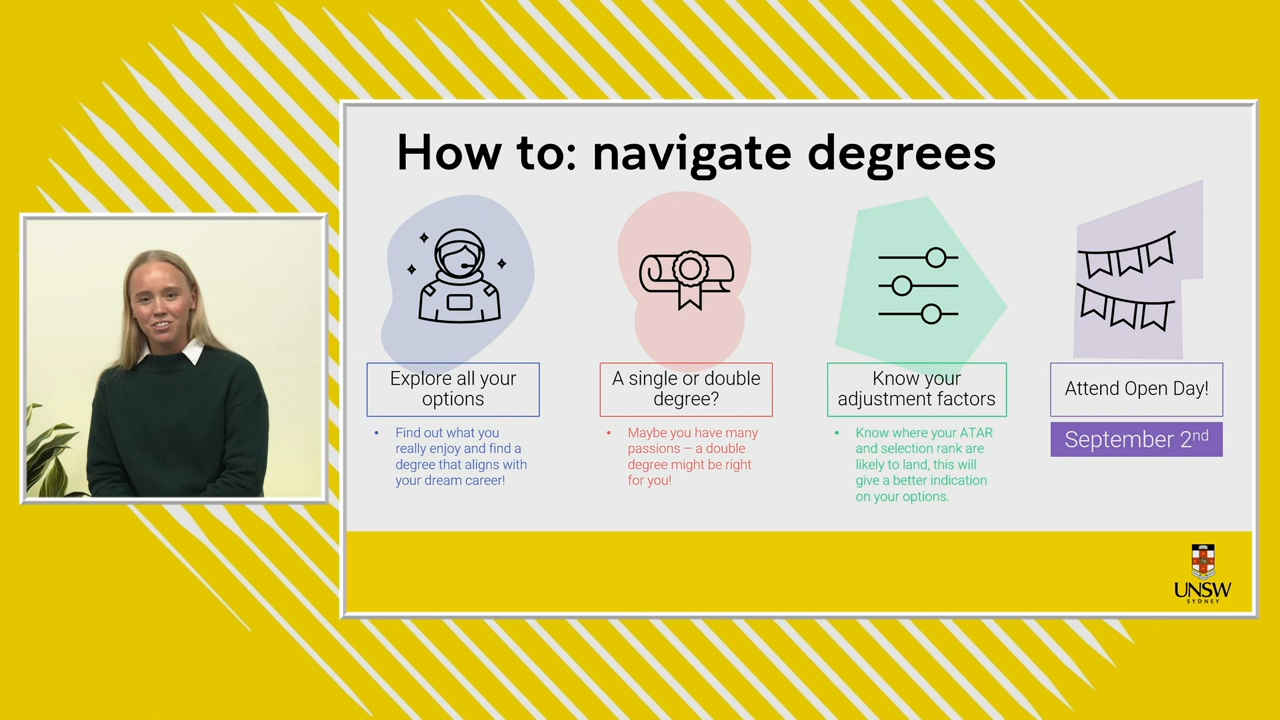 How to: navigate degrees
Explore all your
options
• Find out what you
really enjoy and find a
degree that aligns with
your dream career!
A single or double
degree?
• Maybe you have many
passions – a double
degree might be right
for you!
Know your
adjustment factors
• Know where your ATAR
and selection rank are
likely to land, this will
give a better indication
on your options.
Attend Open Day!
September 2nd
UNSW
SYDNEY